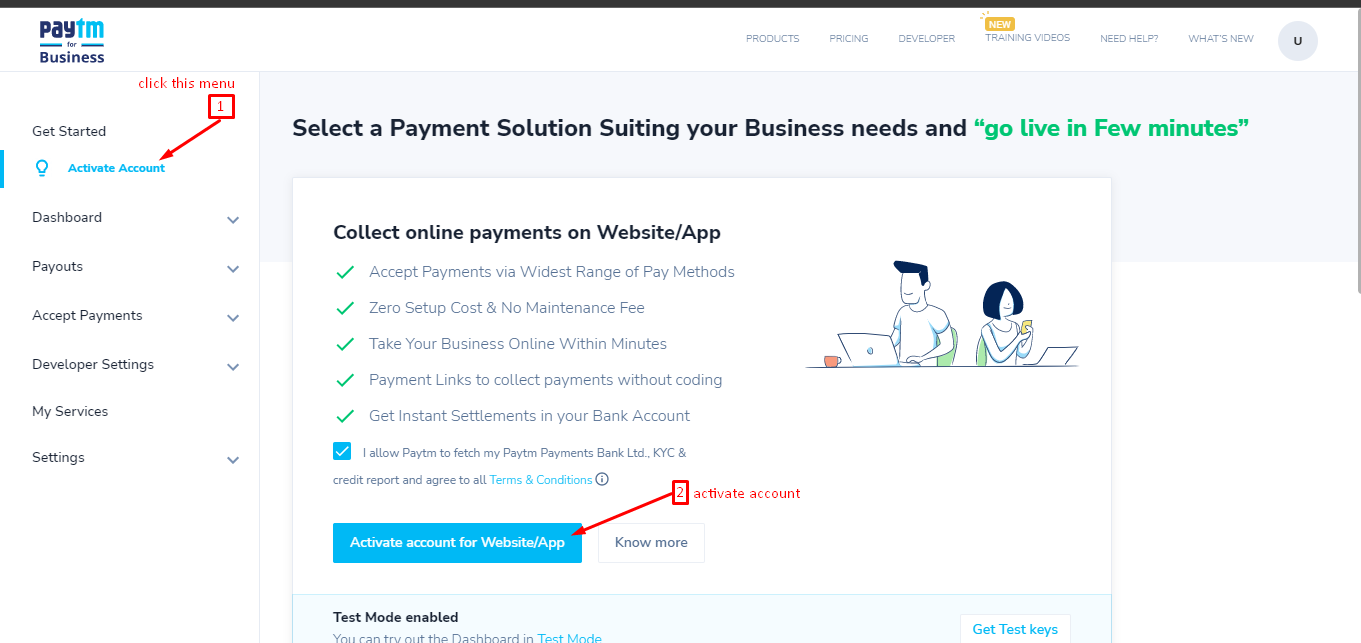 paytm
for
Business
PRODUCTS
PRICING
DEVELOPER
NEW
TRAINING VIDEOS
NEED HELP?
WHAT'S NEW
U
click this menu
1
Get Started
Activate Account
Dashboard
Payouts
Accept Payments
Developer Settings
My Services
Settings
Select a Payment Solution Suiting your Business needs and “go live in Few minutes”
Collect online payments on Website/App
Accept Payments via Widest Range of Pay Methods
Zero Setup Cost & No Maintenance Fee
Take Your Business Online Within Minutes
Payment Links to collect payments without coding
Get Instant Settlements in your Bank Account
I allow Paytm to fetch my Paytm Payments Bank Ltd., KYC &
credit report and agree to all Terms & Conditions
2 activate account
Activate account for Website/App
Know more
Test Mode enabled
You can try out the Dashboard in Test Mode
Get Test keys